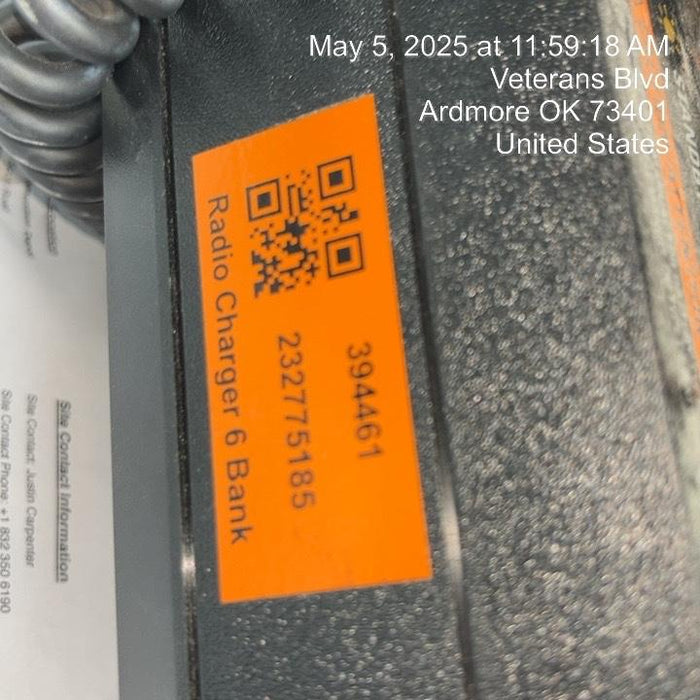 May 5, 2025 at 11:59:18 AM
Veterans Blvd
Ardmore OK 73401
United States
394461
232775185
Radio Charger 6 Bank
Site Contact Information
Site Contact: Justin Carpenter
Site Contact Phone: +1 832 350 6190